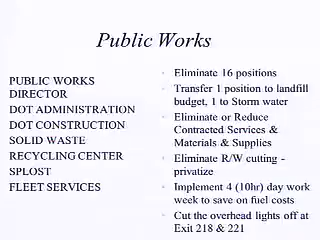 Public Works
PUBLIC WORKS
DIRECTOR
DOT ADMINISTRATION
DOT CONSTRUCTION
SOLID WASTE
RECYCLING CENTER
SPLOST
FLEET SERVICES
• Eliminate 16 positions
• Transfer 1 position to landfill
budget, 1 to Storm water
• Eliminate or Reduce
Contracted Services &
Materials & Supplies
• Eliminate R/W cutting -
privatize
• Implement 4 (10hr) day work
week to save on fuel costs
• Cut the overhead lights off at
Exit 218 & 221